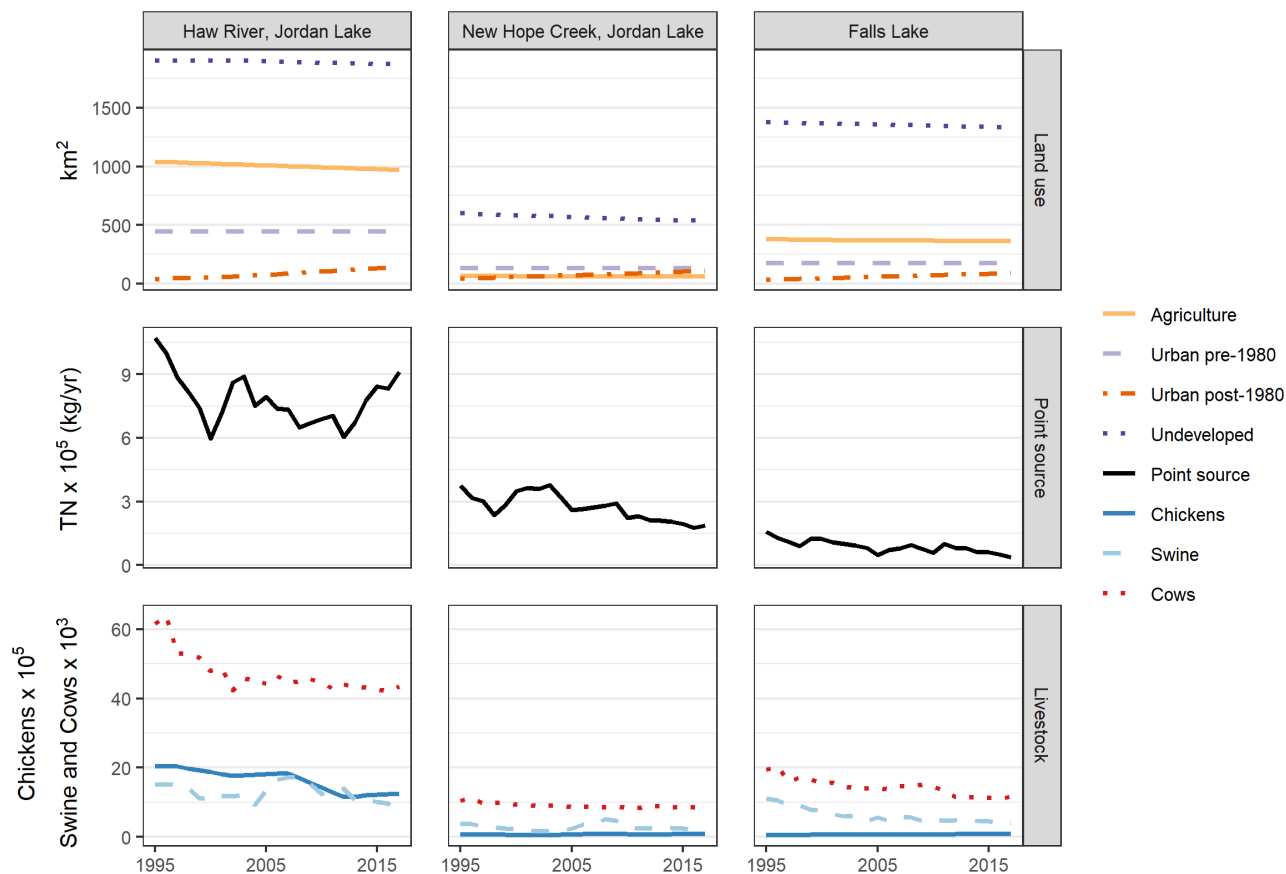 Haw River, Jordan Lake
New Hope Creek, Jordan Lake
Falls Lake
km²
1500
1000
500
0
Land use
TN x 10⁵ (kg/yr)
9
6
3
0
Point source
Chickens x 10⁵
Swine and Cows x 10³
60
40
20
0
Livestock
1995 2005 2015
1995 2005 2015
1995 2005 2015
Agriculture
Urban pre-1980
Urban post-1980
Undeveloped
Point source
Chickens
Swine
Cows